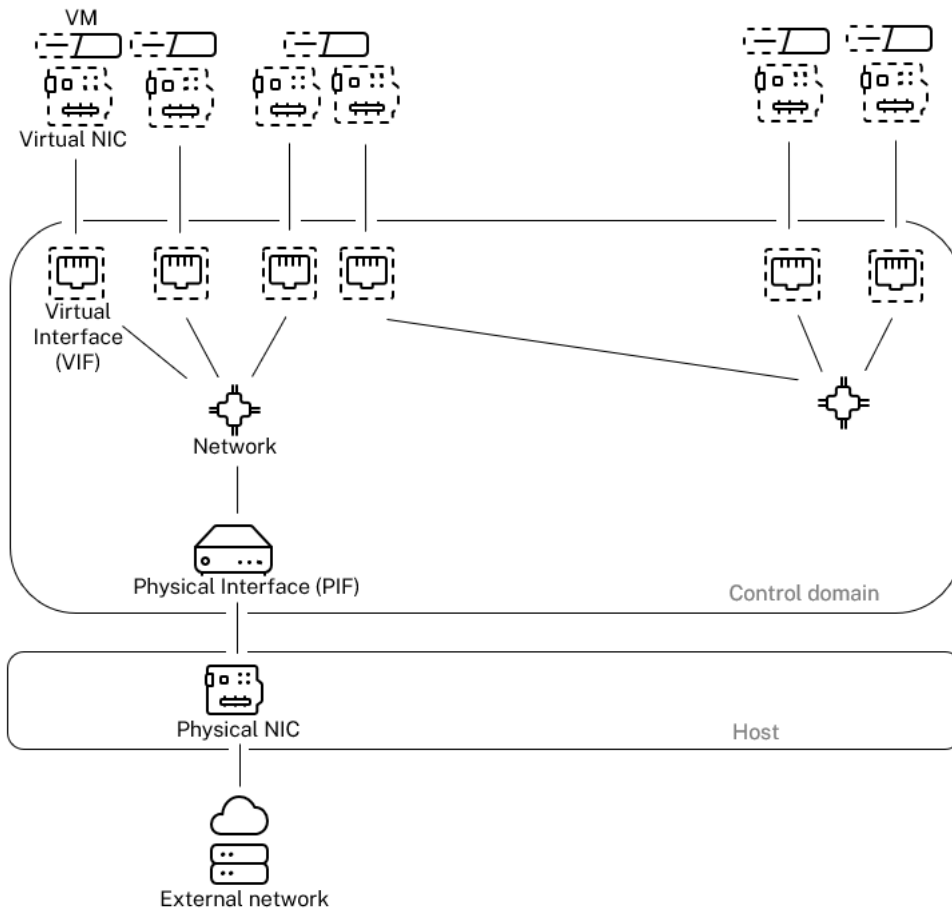 VM
Virtual NIC
Virtual
Interface
(VIF)
Network
Physical Interface (PIF)
Control domain
Physical NIC
Host
External network